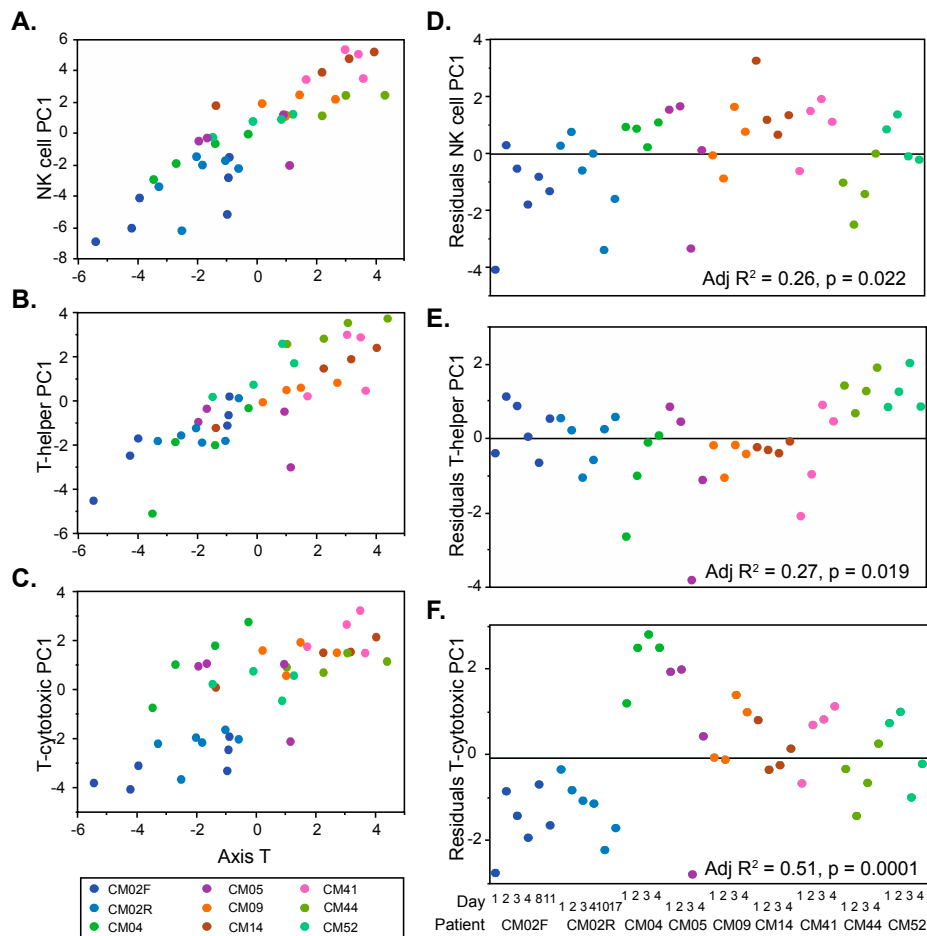 A.
6
4
2
0
-2
-4
-6
-8
NK cell PC1
-6 -4 -2 0 2 4
B.
4
2
0
-2
-4
-6
T-helper PC1
-6 -4 -2 0 2 4
C.
4
2
0
-2
-4
T-cytotoxic PC1
-6 -4 -2 0 2 4
Axis T
CM02F CM05 CM41
CM02R CM09 CM44
CM04 CM14 CM52
D.
4
2
0
-2
-4
Residuals NK cell PC1
Adj R² = 0.26, p = 0.022
E.
2
0
-2
-4
Residuals T-helper PC1
Adj R² = 0.27, p = 0.019
F.
2
0
-2
Residuals T-cytotoxic PC1
Adj R² = 0.51, p = 0.0001
Day 1 2 3 4 8 11 1 2 3 4 10 17 1 2 3 3 4 1 2 3 4 1 2 3 4 1 2 3 4 1 2 3 4 1 2 3 4 1 2 3 4
Patient CM02F CM02R CM04 CM05 CM09 CM14 CM41 CM44 CM52